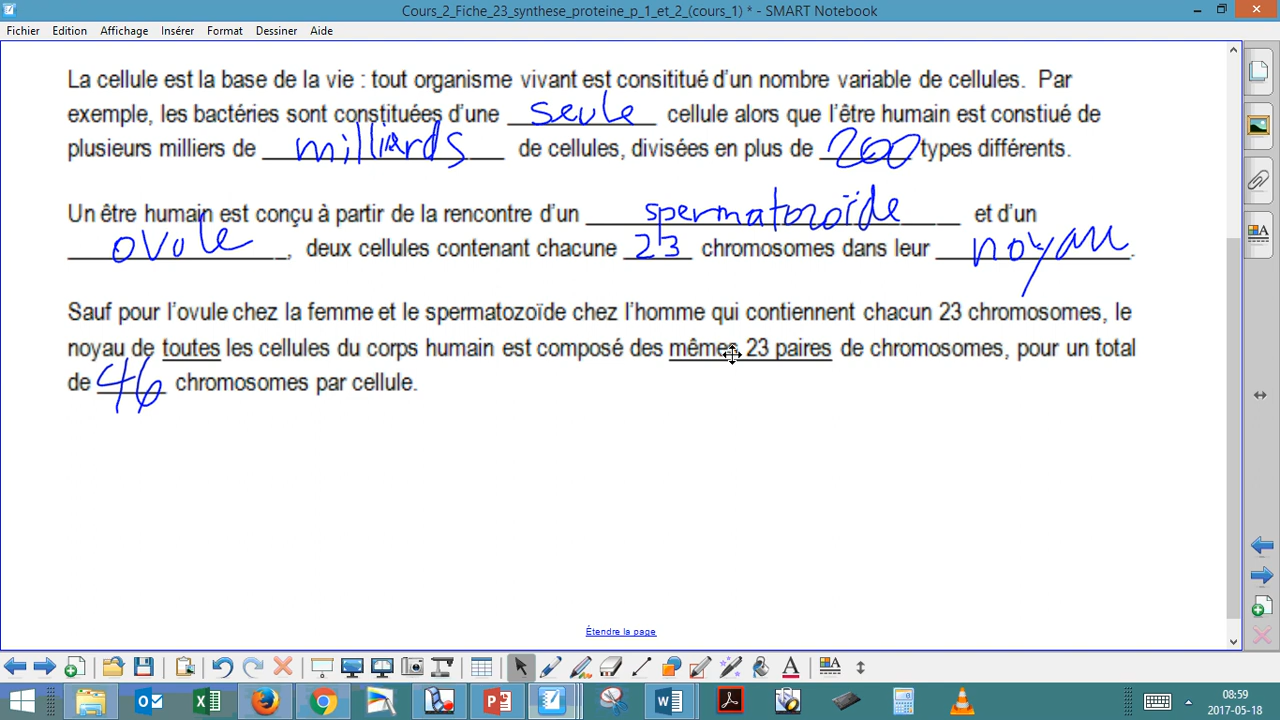 Cours_2_Fiche_23_synthese_proteine_p_1_et_2_(cours_1) * - SMART Notebook
Fichier Edition Affichage Insérer Format Dessiner Aide
La cellule est la base de la vie : tout organisme vivant est consititué d'un nombre variable de cellules. Par
exemple, les bactéries sont constituées d'une seule cellule alors que l'être humain est constiué de
plusieurs milliers de milliards de cellules, divisées en plus de 200 types différents.
Un être humain est conçu à partir de la rencontre d'un spermatozoïde et d'un
ovule, deux cellules contenant chacune 23 chromosomes dans leur noyau.
Sauf pour l'ovule chez la femme et le spermatozoïde chez l'homme qui contiennent chacun 23 chromosomes, le
noyau de toutes les cellules du corps humain est composé des mêmes 23 paires de chromosomes, pour un total
de 46 chromosomes par cellule.
Étendre la page
08:59
2017-05-18